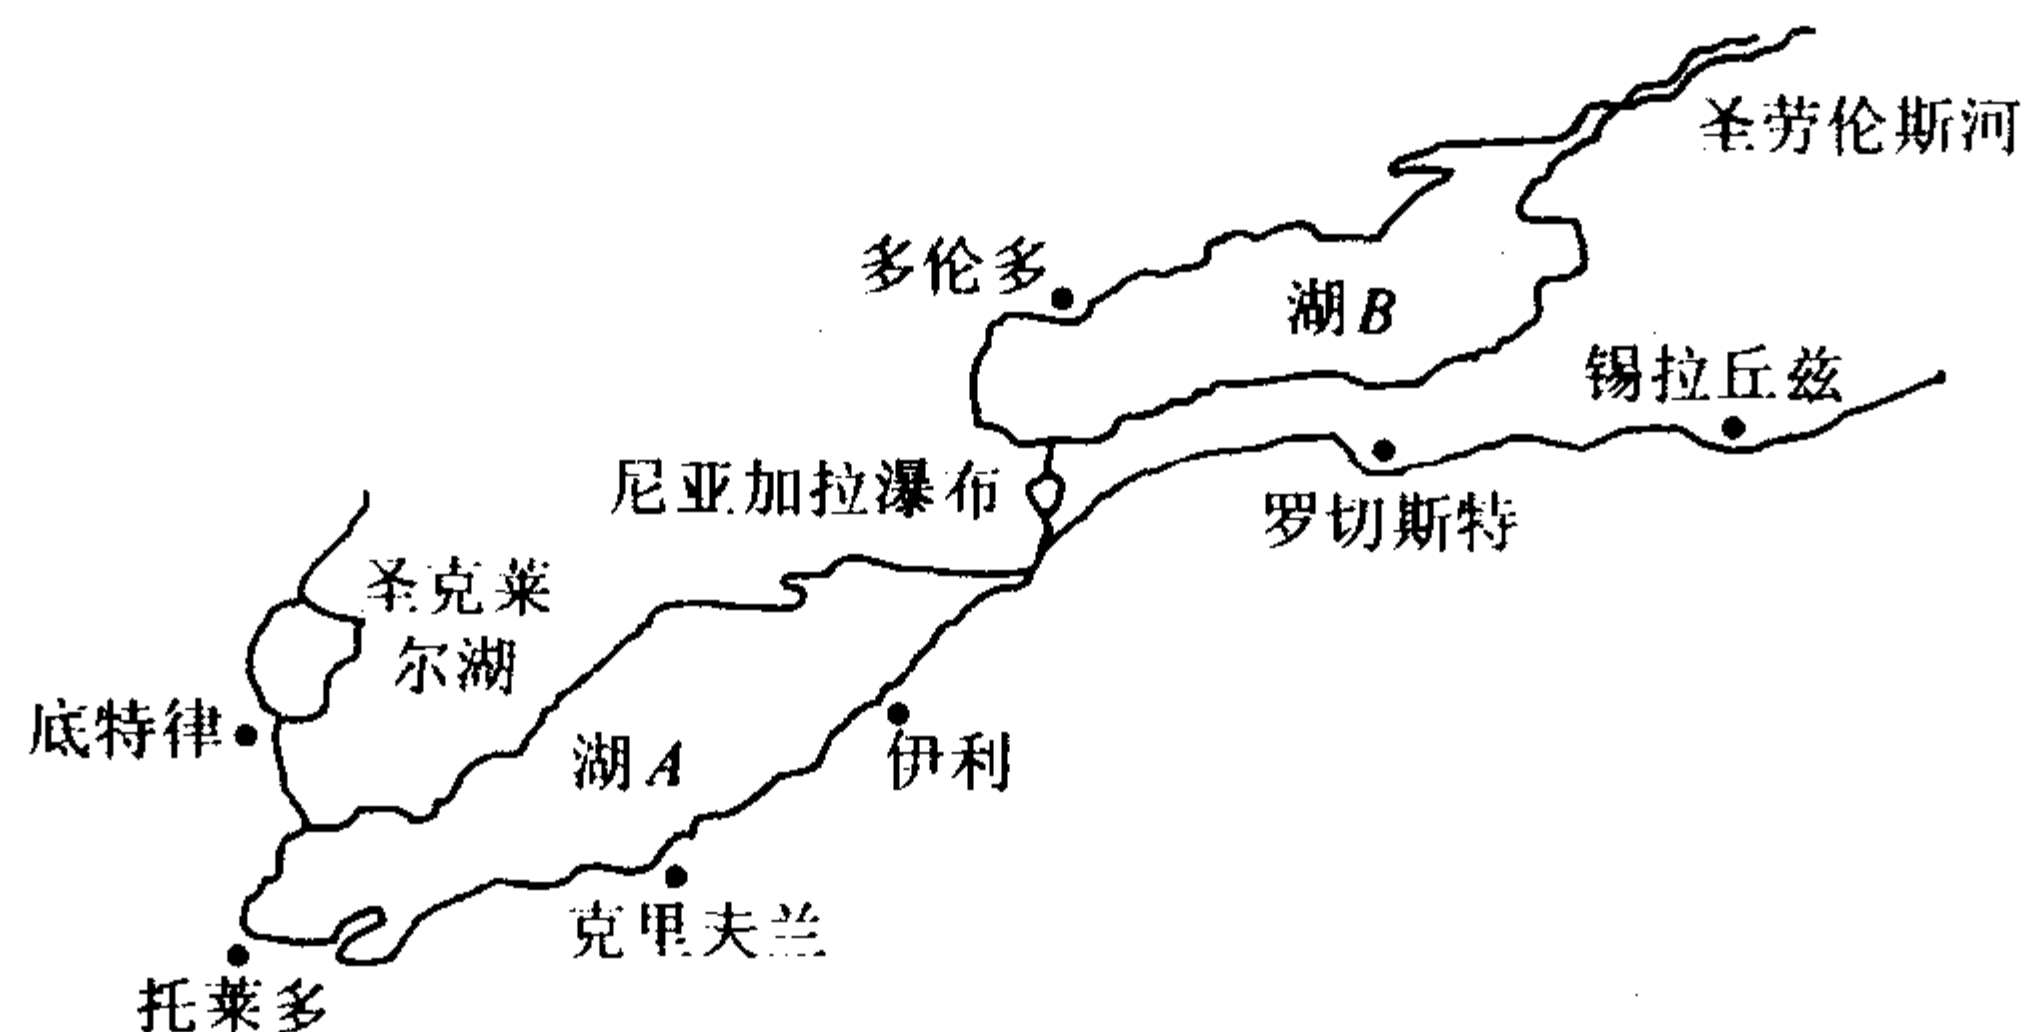 圣劳伦斯河
多伦多
湖B
锡拉丘兹
尼亚加拉瀑布
罗切斯特
圣克莱
尔湖
底特律
湖A
伊利
克里夫兰
托莱多